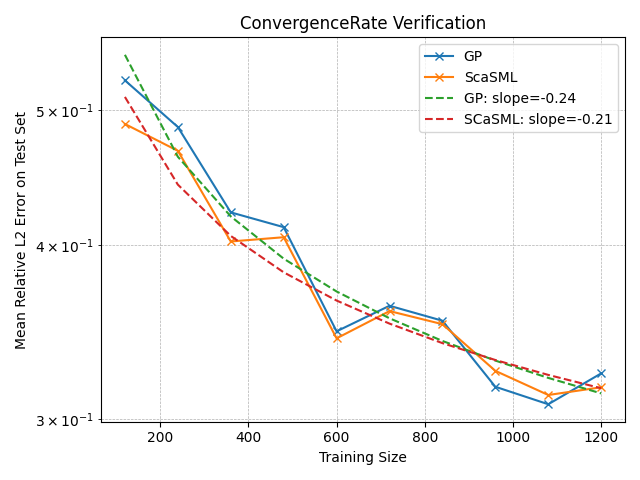 ConvergenceRate Verification
GP
ScaSML
GP: slope=-0.24
SCaSML: slope=-0.21
Mean Relative L2 Error on Test Set
5 × 10⁻¹
4 × 10⁻¹
3 × 10⁻¹
200 400 600 800 1000 1200
Training Size